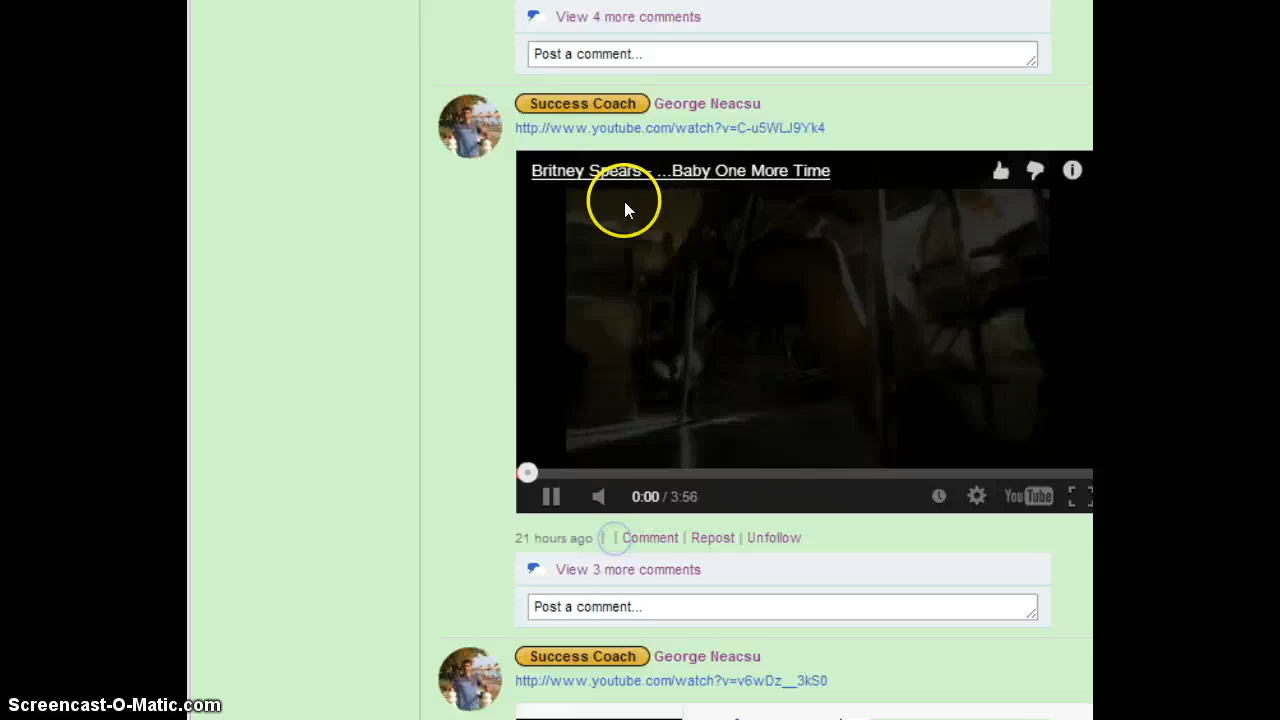 View 4 more comments
Post a comment...
Success Coach George Neacsu
http://www.youtube.com/watch?v=C-u5WLJ9Yk4
Britney Spears - ...Baby One More Time
0:00 / 3:56
YouTube
21 hours ago | | Comment | Repost | Unfollow
View 3 more comments
Post a comment...
Success Coach George Neacsu
http://www.youtube.com/watch?v=v6wDz__3kS0
Screencast-O-Matic.com